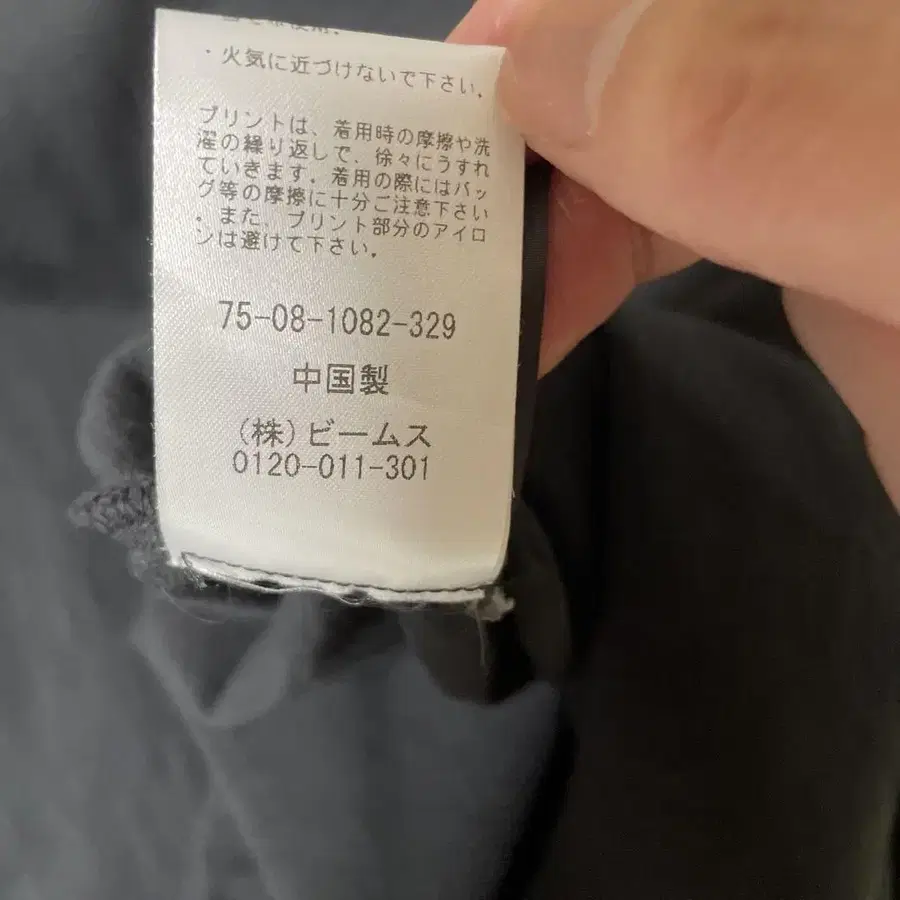 ・火気に近づけないで下さい.
プリントは、着用時の摩擦や洗
濯の繰り返しで、徐々にうすれ
ていきます.着用の際にはバッ
グ等の摩擦に十分ご注意下さい
.また、プリント部分のアイロ
ンは避けて下さい.
75-08-1082-329
中国製
(株)ビームス
0120-011-301